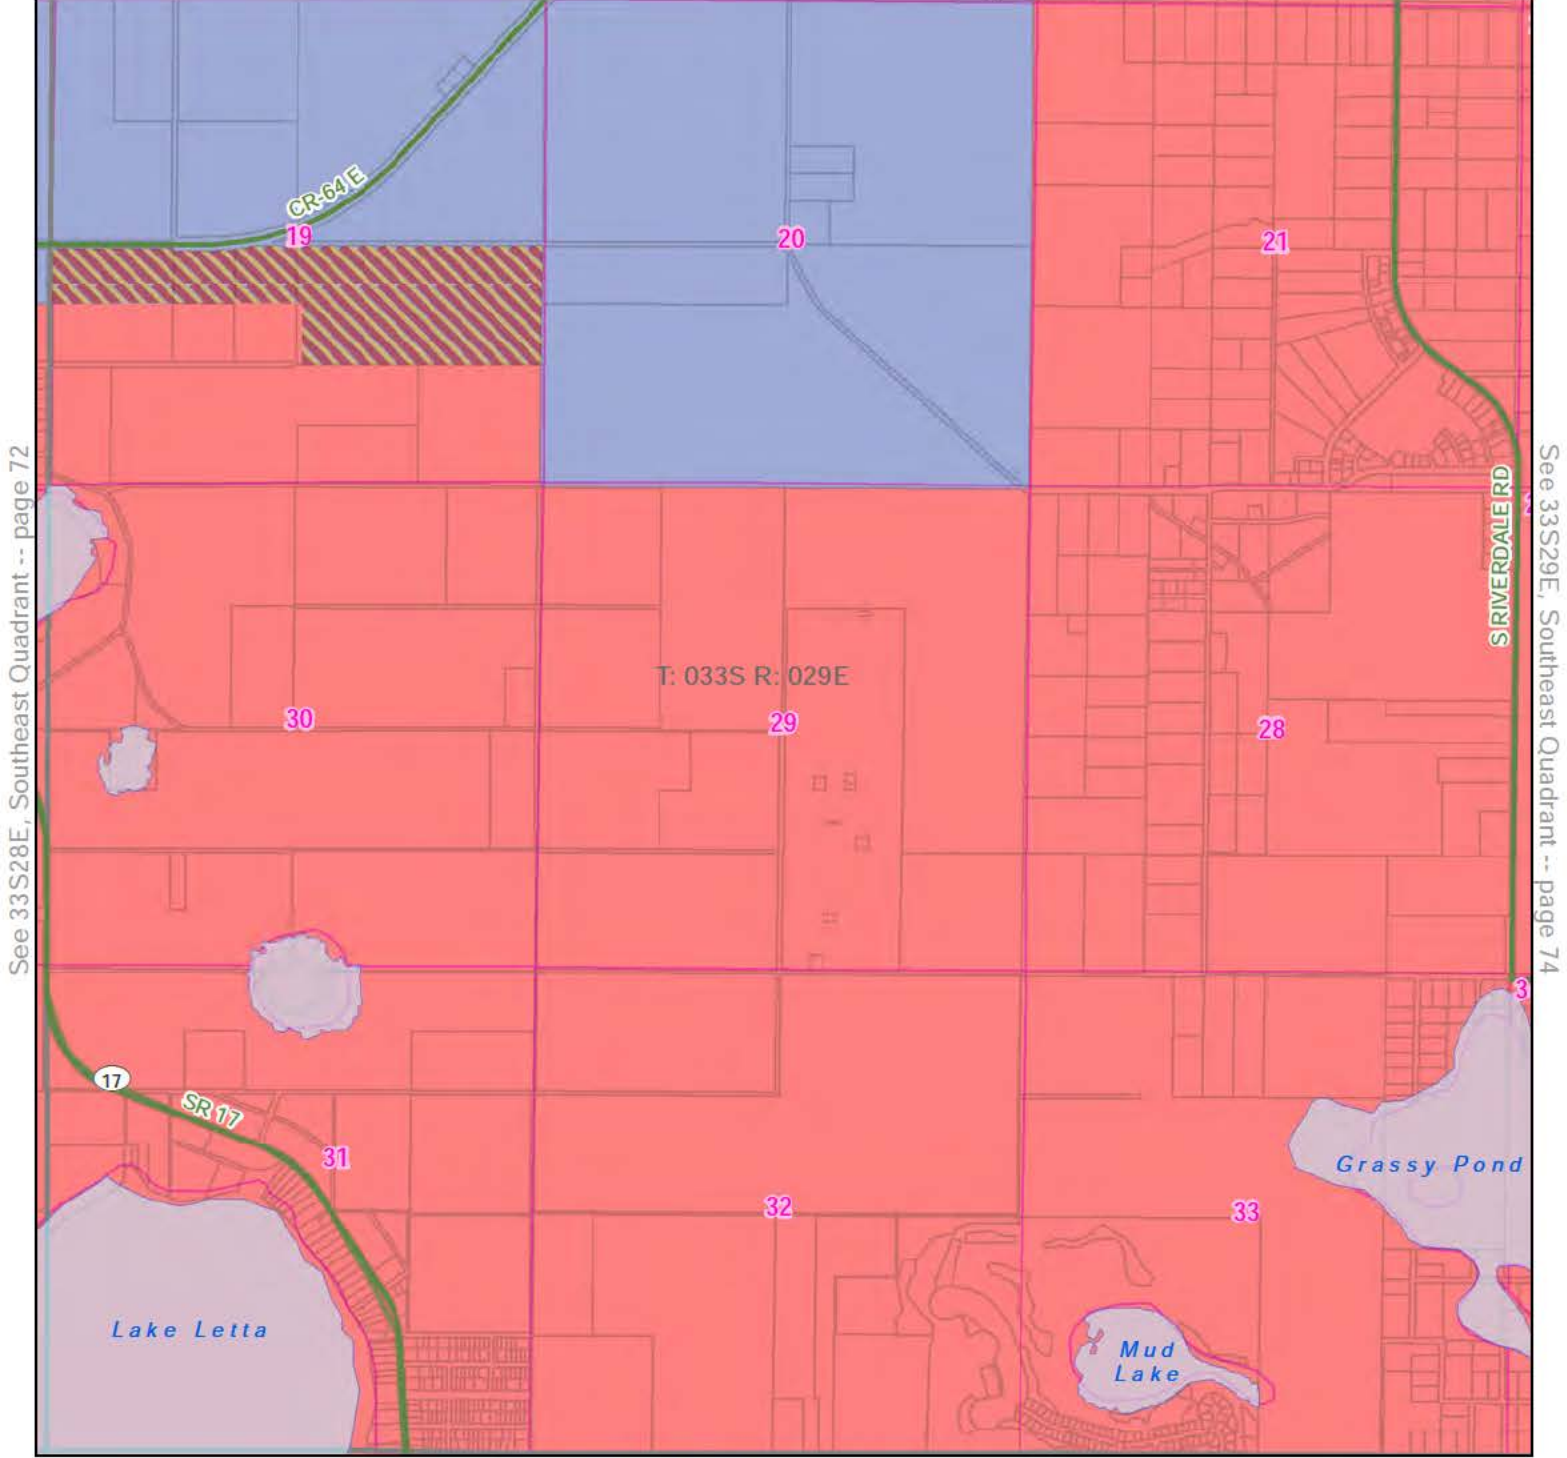 CR-64 E
19
20
21
See 33S28E, Southeast Quadrant -- page 72
See 33S29E, Southeast Quadrant -- page 74
S RIVERDALE RD
T: 033S R: 029E
30
29
28
3
17
SR 17
31
Grassy Pond
32
33
Lake Letta
Mud
Lake